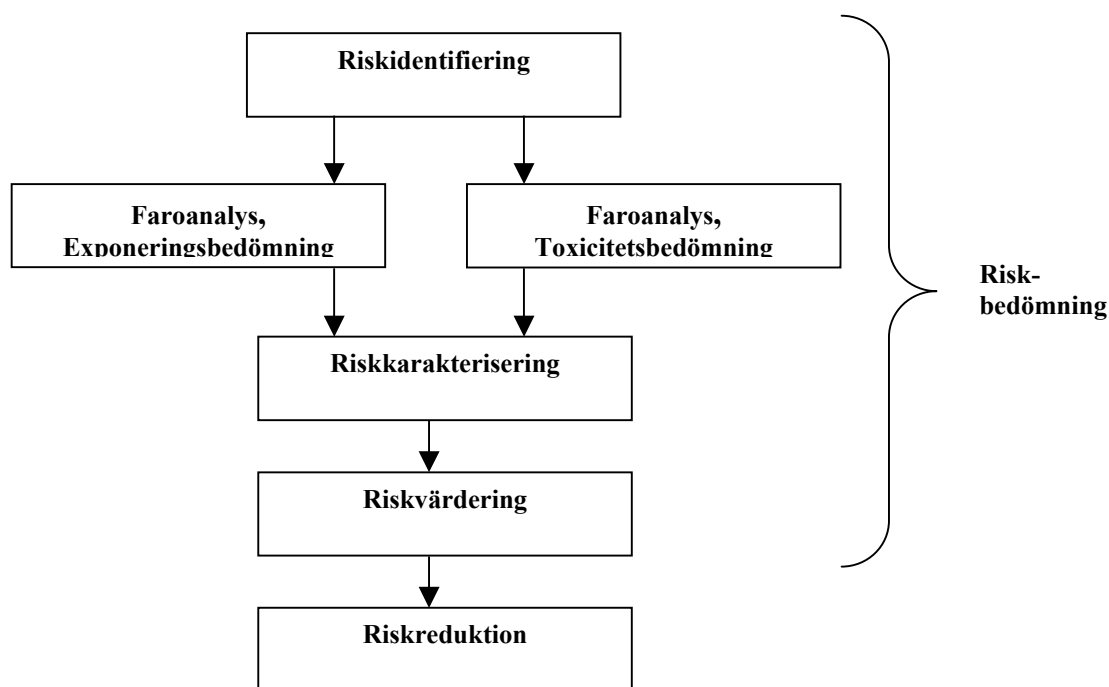 Riskidentifiering
Faroanalys,
Exponeringsbedömning
Faroanalys,
Toxicitetsbedömning
Risk-
bedömning
Riskkarakterisering
Riskvärdering
Riskreduktion